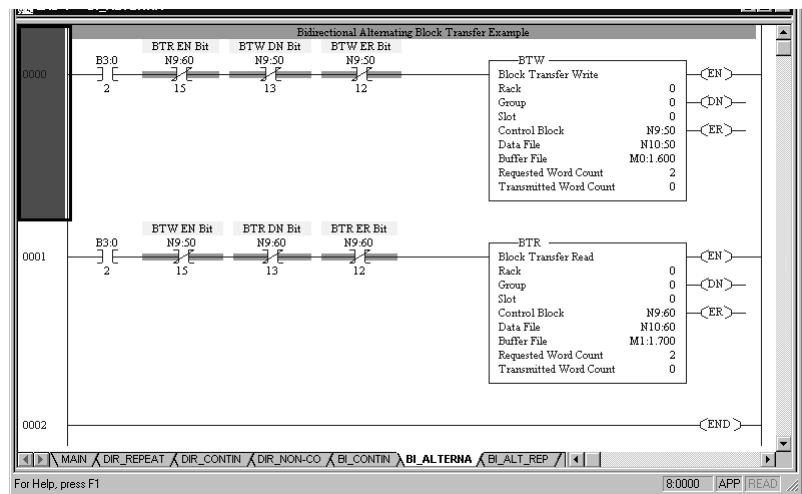 Bidirectional Alternating Block Transfer Example
BTR EN Bit BTW DN Bit BTW ER Bit
B3:0 N9:60 N9:50 N9:50
0000
2 15 13 12
BTW
Block Transfer Write
Rack 0
Group 0
Slot 0
Control Block N9:50
Data File N10:50
Buffer File M0:1.600
Requested Word Count 2
Transmitted Word Count 0
EN
DN
ER
BTW EN Bit BTR DN Bit BTR ER Bit
B3:0 N9:50 N9:60 N9:60
0001
2 15 13 12
BTR
Block Transfer Read
Rack 0
Group 0
Slot 0
Control Block N9:60
Data File N10:60
Buffer File M1:1.700
Requested Word Count 2
Transmitted Word Count 0
EN
DN
ER
0002
END
MAIN DIR_REPEAT DIR_CONTIN DIR_NON-CO BI_CONTIN BI_ALTERNA BI_ALT_REP
For Help, press F1
8:0000 APP READ